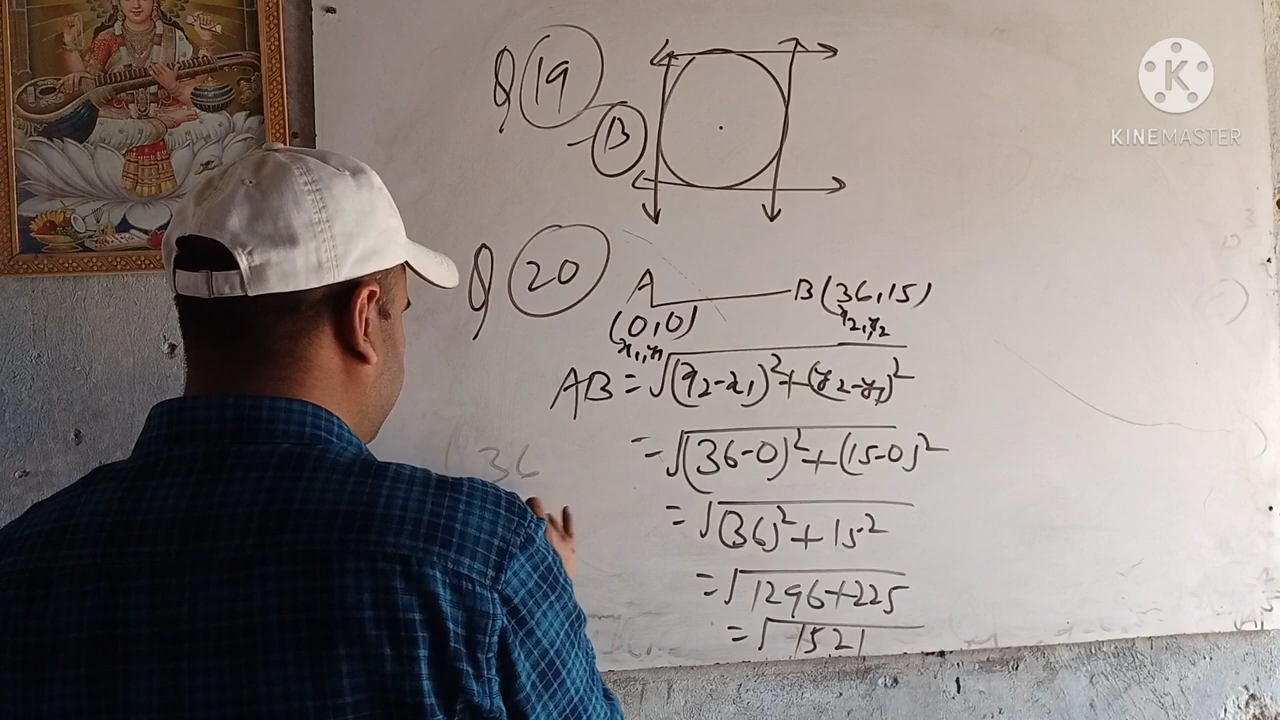 Q 19
B
Q 20
A B(36,15)
(0,0) x2,y2
x1,y1
AB = √(x2-x1)²+(y2-y1)²
= √(36-0)²+(15-0)²
= √(36)²+15²
= √1296+225
= √1521
36
K
KINEMASTER